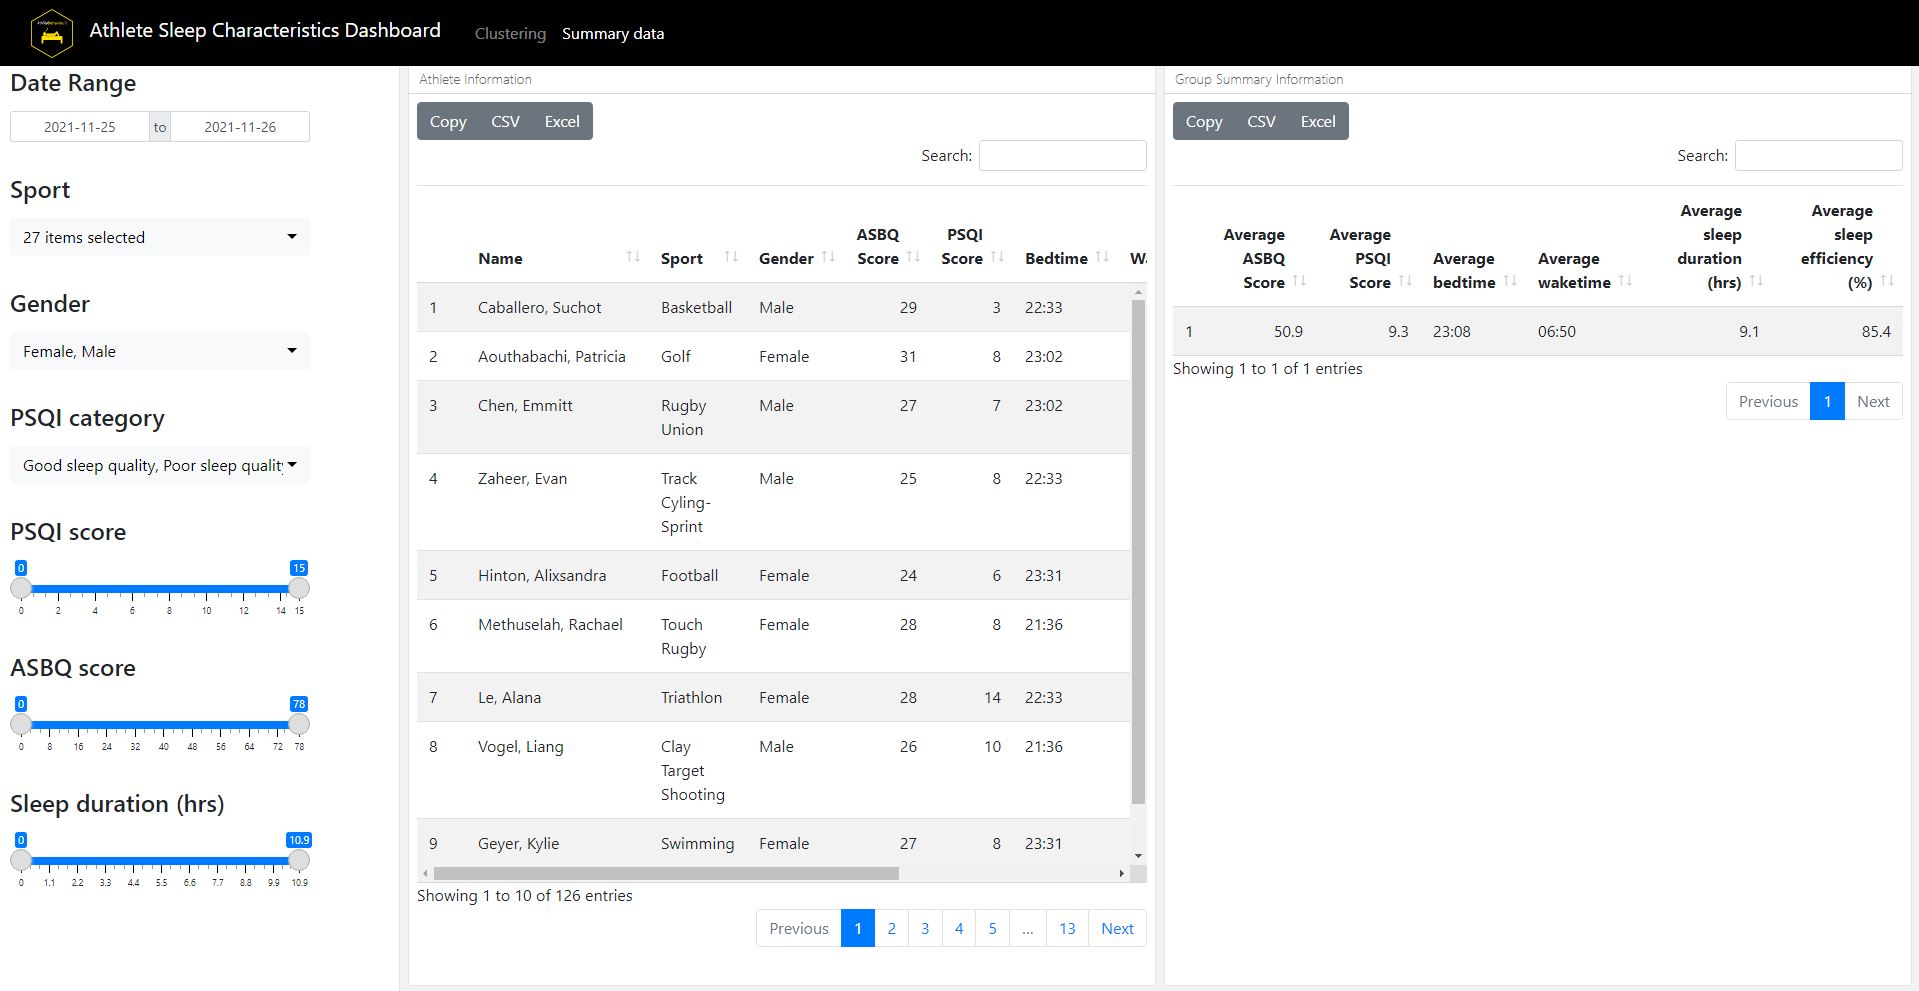 Athlete Sleep Characteristics Dashboard
Clustering
Summary data
Date Range
2021-11-25 to 2021-11-26
Sport
27 items selected
Gender
Female, Male
PSQI category
Good sleep quality, Poor sleep quality
PSQI score
0 15
0 2 4 6 8 10 12 14 15
ASBQ score
0 78
0 8 16 24 32 40 48 56 64 72 78
Sleep duration (hrs)
0 10.9
0 1.1 2.2 3.3 4.4 5.5 6.6 7.7 8.8 9.9 10.9
Athlete Information
Copy CSV Excel
Search:
Name Sport Gender ASBQ Score PSQI Score Bedtime
1 Caballero, Suchot Basketball Male 29 3 22:33
2 Aouthabachi, Patricia Golf Female 31 8 23:02
3 Chen, Emmitt Rugby Union Male 27 7 23:02
4 Zaheer, Evan Track Cyling-Sprint Male 25 8 22:33
5 Hinton, Alixsandra Football Female 24 6 23:31
6 Methuselah, Rachael Touch Rugby Female 28 8 21:36
7 Le, Alana Triathlon Female 28 14 22:33
8 Vogel, Liang Clay Target Shooting Male 26 10 21:36
9 Geyer, Kylie Swimming Female 27 8 23:31
Showing 1 to 10 of 126 entries
Previous 1 2 3 4 5 ... 13 Next
Group Summary Information
Copy CSV Excel
Search:
Average ASBQ Score Average PSQI Score Average bedtime Average waketime Average sleep duration (hrs) Average sleep efficiency (%)
1 50.9 9.3 23:08 06:50 9.1 85.4
Showing 1 to 1 of 1 entries
Previous 1 Next